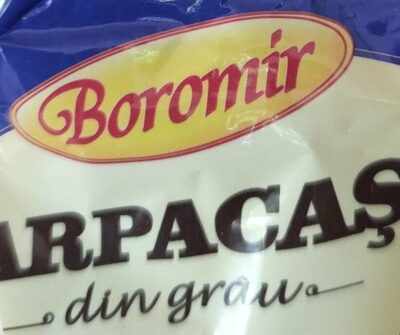 Boromir
ARPACAȘ
din grau